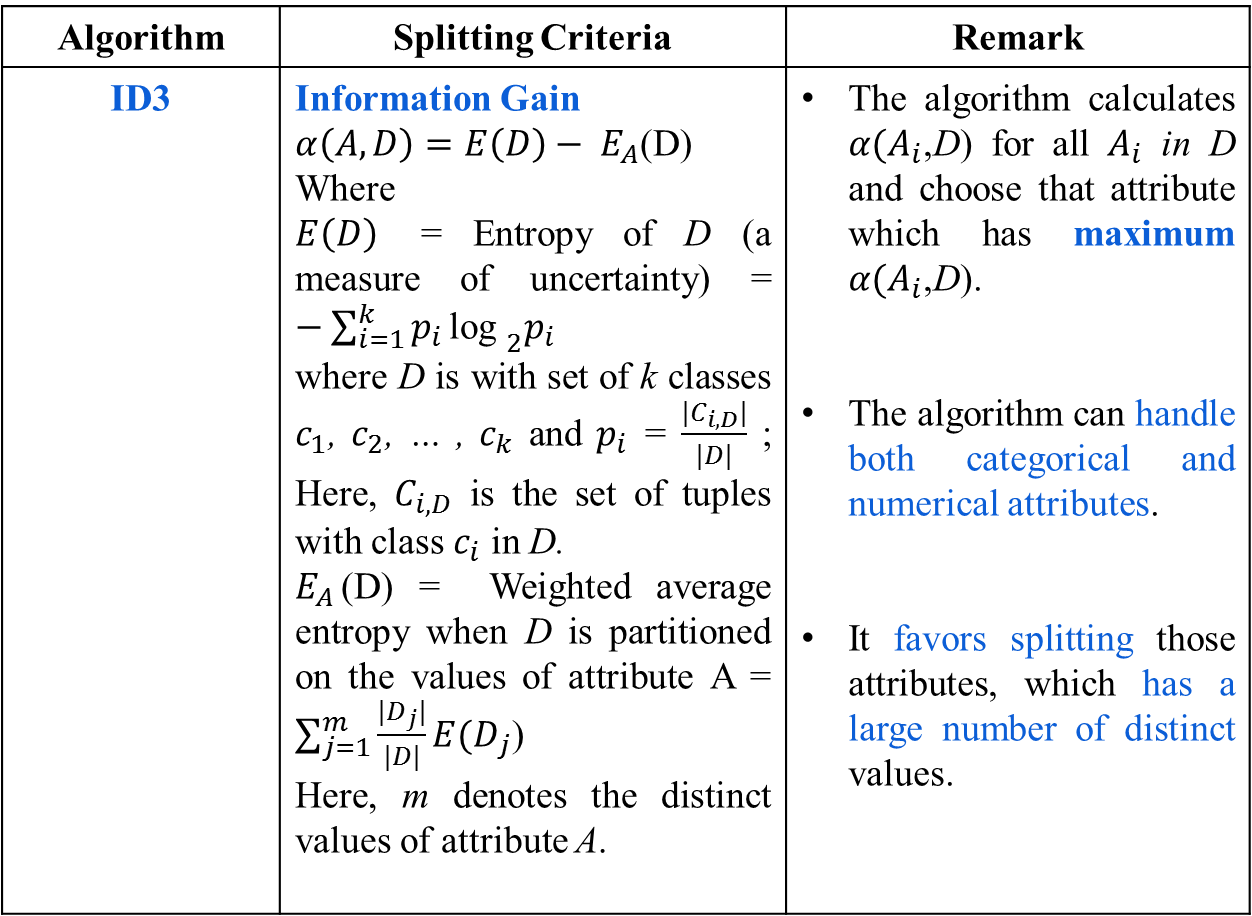 Algorithm
Splitting Criteria
Remark
ID3
Information Gain
𝛼(𝐴, 𝐷) = 𝐸(𝐷) − 𝐸_𝐴(D)
Where
𝐸(𝐷) = Entropy of D (a
measure of uncertainty) =
− ∑_{𝑖=1}^{𝑘} 𝑝_𝑖 log ₂𝑝_𝑖
where D is with set of k classes
𝑐₁, 𝑐₂, … , 𝑐_𝑘 and 𝑝_𝑖 = |𝐶_{𝑖,𝐷}|/|𝐷| ;
Here, 𝐶_{𝑖,𝐷} is the set of tuples
with class 𝑐_𝑖 in D.
𝐸_𝐴 (D) = Weighted average
entropy when D is partitioned
on the values of attribute A =
∑_{𝑗=1}^{𝑚} |𝐷_𝑗|/|𝐷| 𝐸(𝐷_𝑗)
Here, m denotes the distinct
values of attribute A.
• The algorithm calculates
𝛼(𝐴_𝑖,D) for all 𝐴_𝑖 in D
and choose that attribute
which has maximum
𝛼(𝐴_𝑖,D).
• The algorithm can handle
both categorical and
numerical attributes.
• It favors splitting those
attributes, which has a
large number of distinct
values.